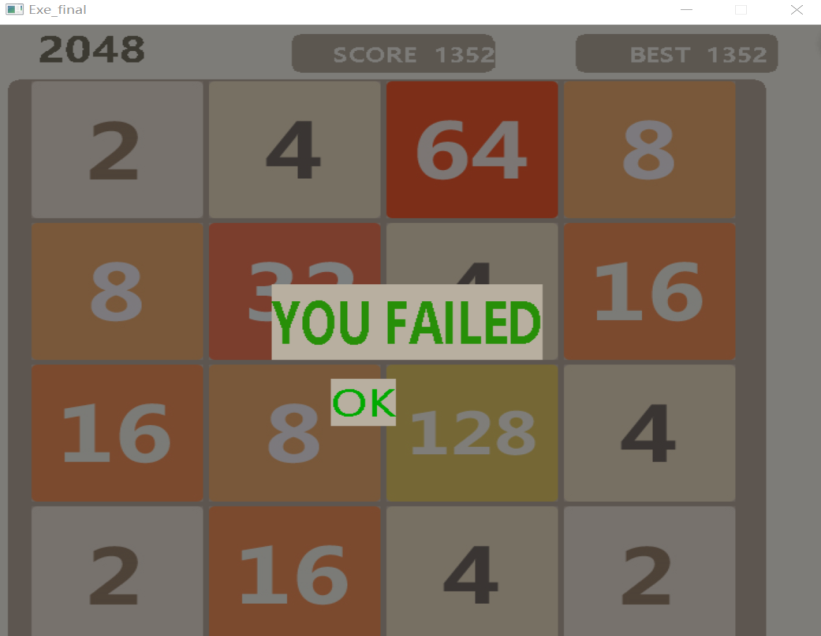 Exe_final
2048 SCORE 1352 BEST 1352
2 4 64 8
8 32 4 16
YOU FAILED
OK
16 8 128 4
2 16 4 2